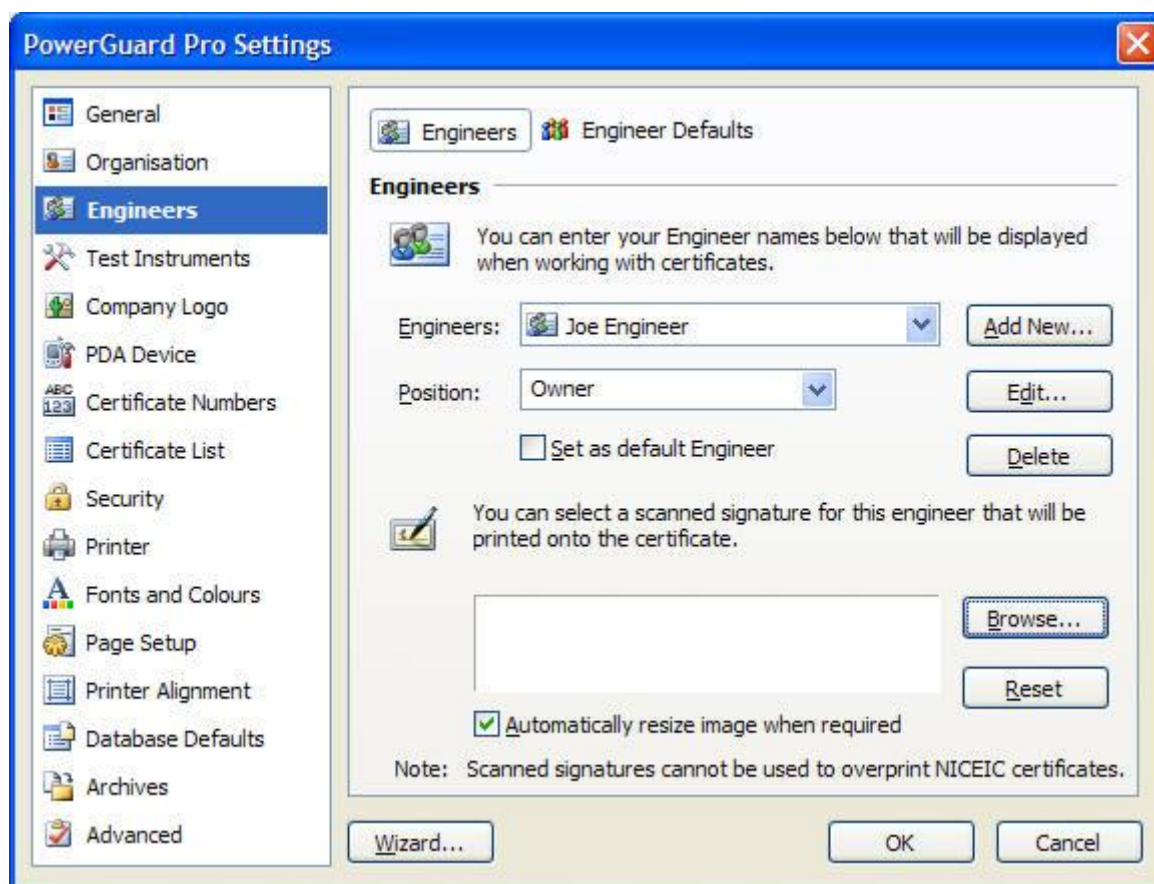 PowerGuard Pro Settings
General
Organisation
Engineers
Test Instruments
Company Logo
PDA Device
ABC
123
Certificate Numbers
Certificate List
Security
Printer
A
Fonts and Colours
Page Setup
Printer Alignment
Database Defaults
Archives
Advanced
Engineers
Engineer Defaults
Engineers
You can enter your Engineer names below that will be displayed
when working with certificates.
Engineers: Joe Engineer Add New...
Position: Owner Edit...
Set as default Engineer Delete
You can select a scanned signature for this engineer that will be
printed onto the certificate.
Browse...
Reset
Automatically resize image when required
Note: Scanned signatures cannot be used to overprint NICEIC certificates.
Wizard... OK Cancel